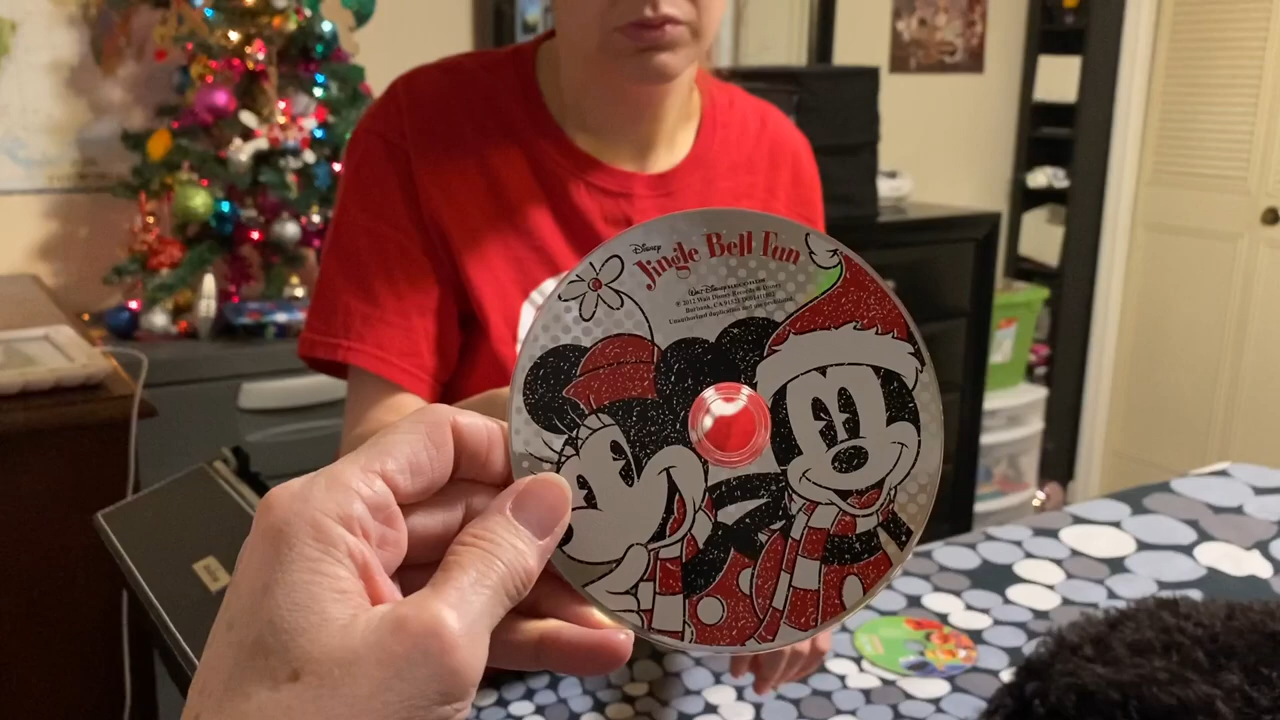 Disney
Jingle Bell Fun
WALT DISNEY RECORDS
© 2012 Walt Disney Records © Disney
Burbank, CA 91521 D001411802
Unauthorized duplication and use prohibited.